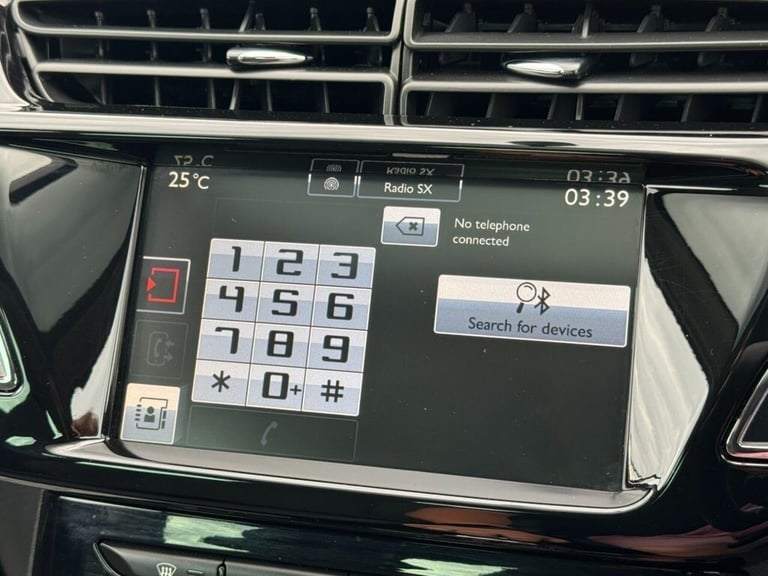 25°C
Radio SX
03:39
No telephone
connected
1 2 3
4 5 6
7 8 9
* 0+ #
Search for devices